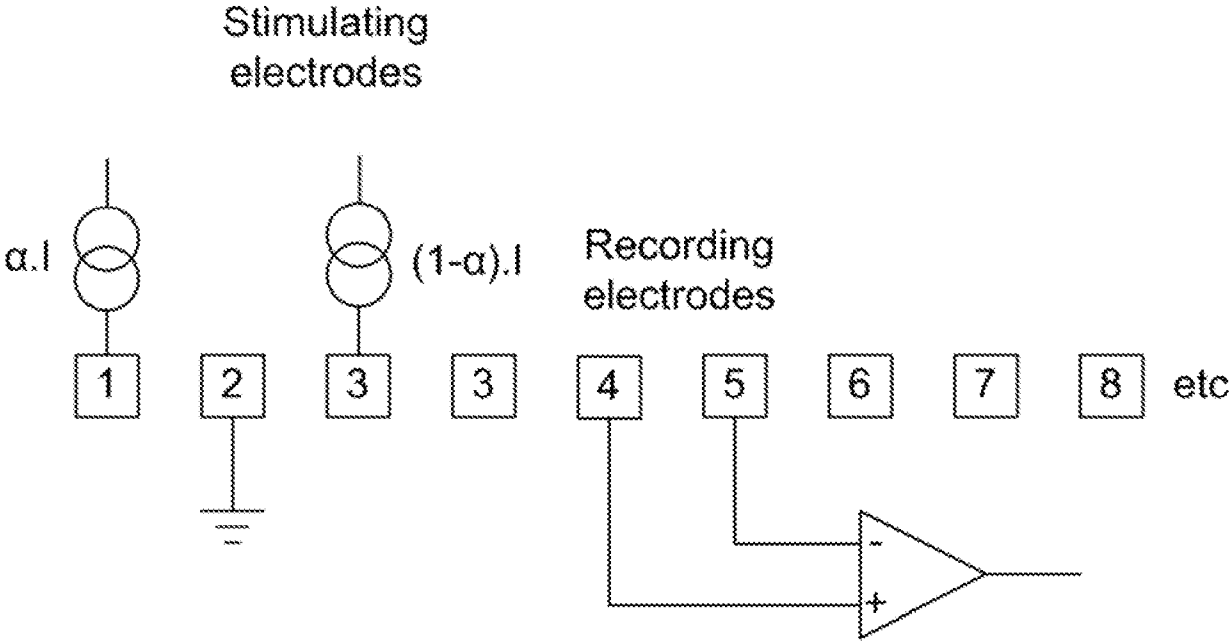 Stimulating
electrodes
α.I
(1-α).I
Recording
electrodes
1 2 3 3 4 5 6 7 8 etc
-
+